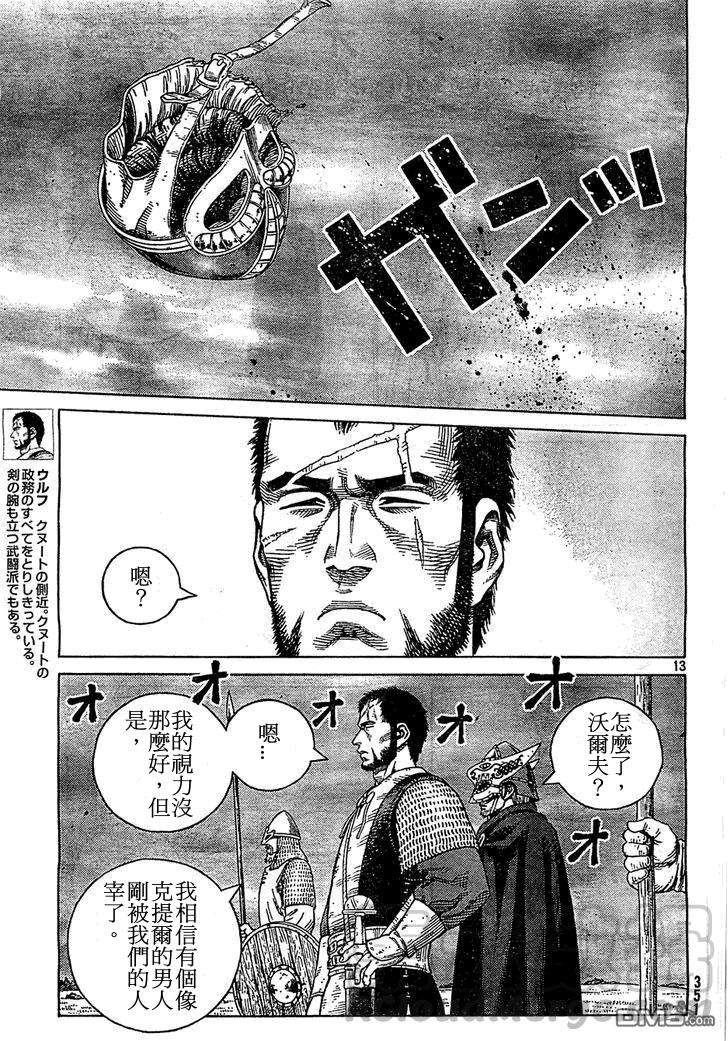 ガンッ
ウルフ クヌートの側近。クヌートの
政務のすべてをとりしきっている。
剣の腕も立つ武闘派でもある。
嗯?
13
怎麼了,
沃爾夫?
嗯…
我的視力沒
那麼好,但
是,
我相信有個像
克提爾的男人
剛被我們的人
宰了。
オ
オ
オ
オ
オ
オ
351